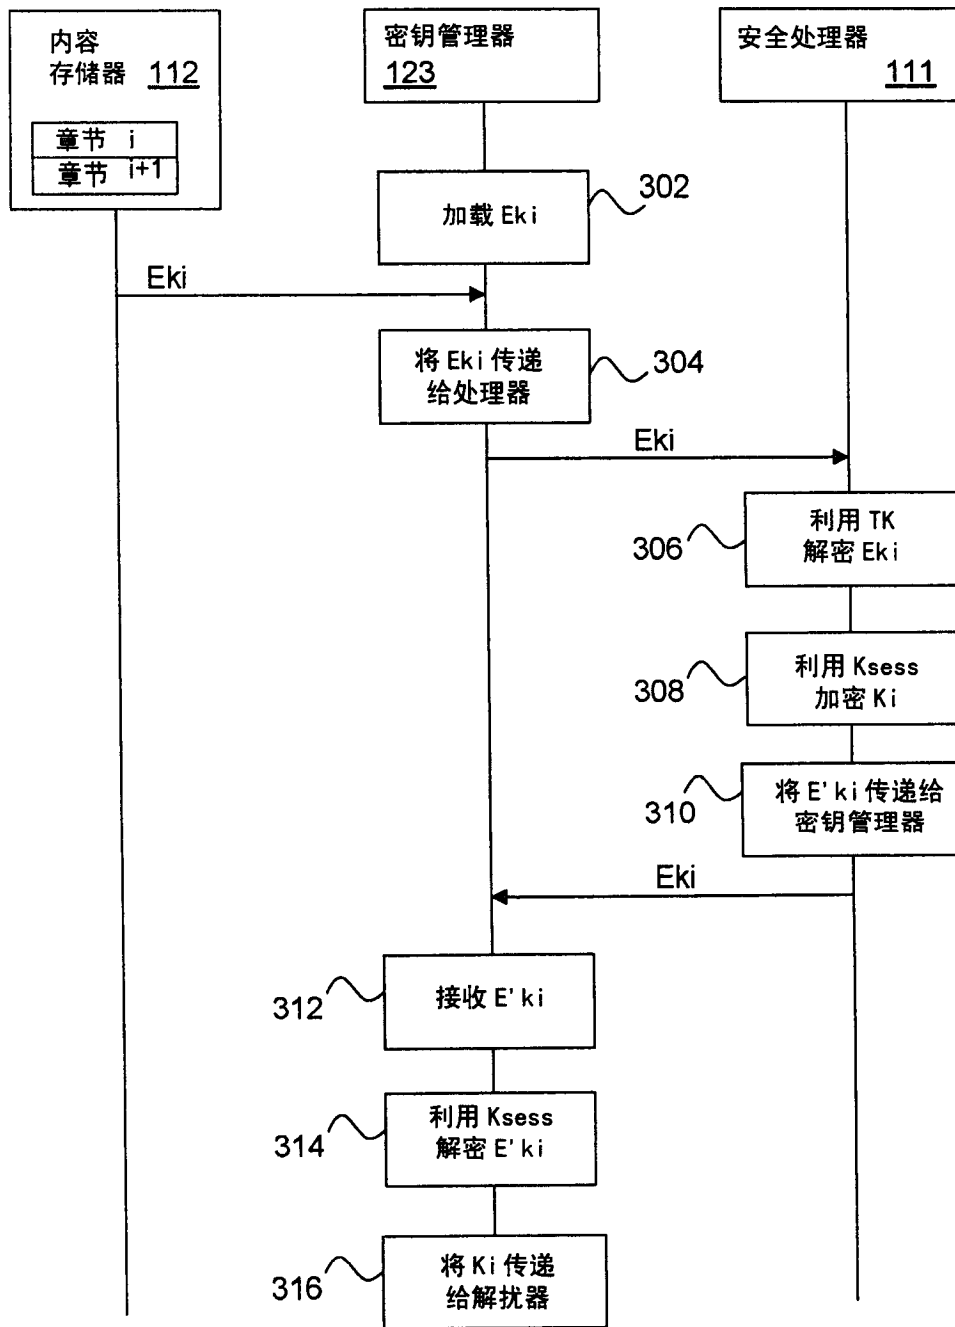 内容
存储器 112
章节 i
章节 i+1
密钥管理器
123
安全处理器
111
加载 Eki
302
Eki
将 Eki 传递
给处理器
304
Eki
利用 TK
解密 Eki
306
利用 Ksess
加密 Ki
308
将 E'ki 传递给
密钥管理器
310
Eki
接收 E'ki
312
利用 Ksess
解密 E'ki
314
将 Ki 传递
给解扰器
316